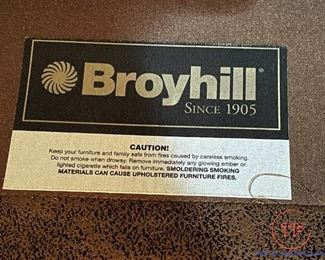 Broyhill®
SINCE 1905
CAUTION!
Keep your furniture and family safe from fires caused by careless smoking.
Do not smoke when drowsy. Remove immediately any glowing ember or
lighted cigarette which falls on furniture. SMOLDERING SMOKING
MATERIALS CAN CAUSE UPHOLSTERED FURNITURE FIRES.